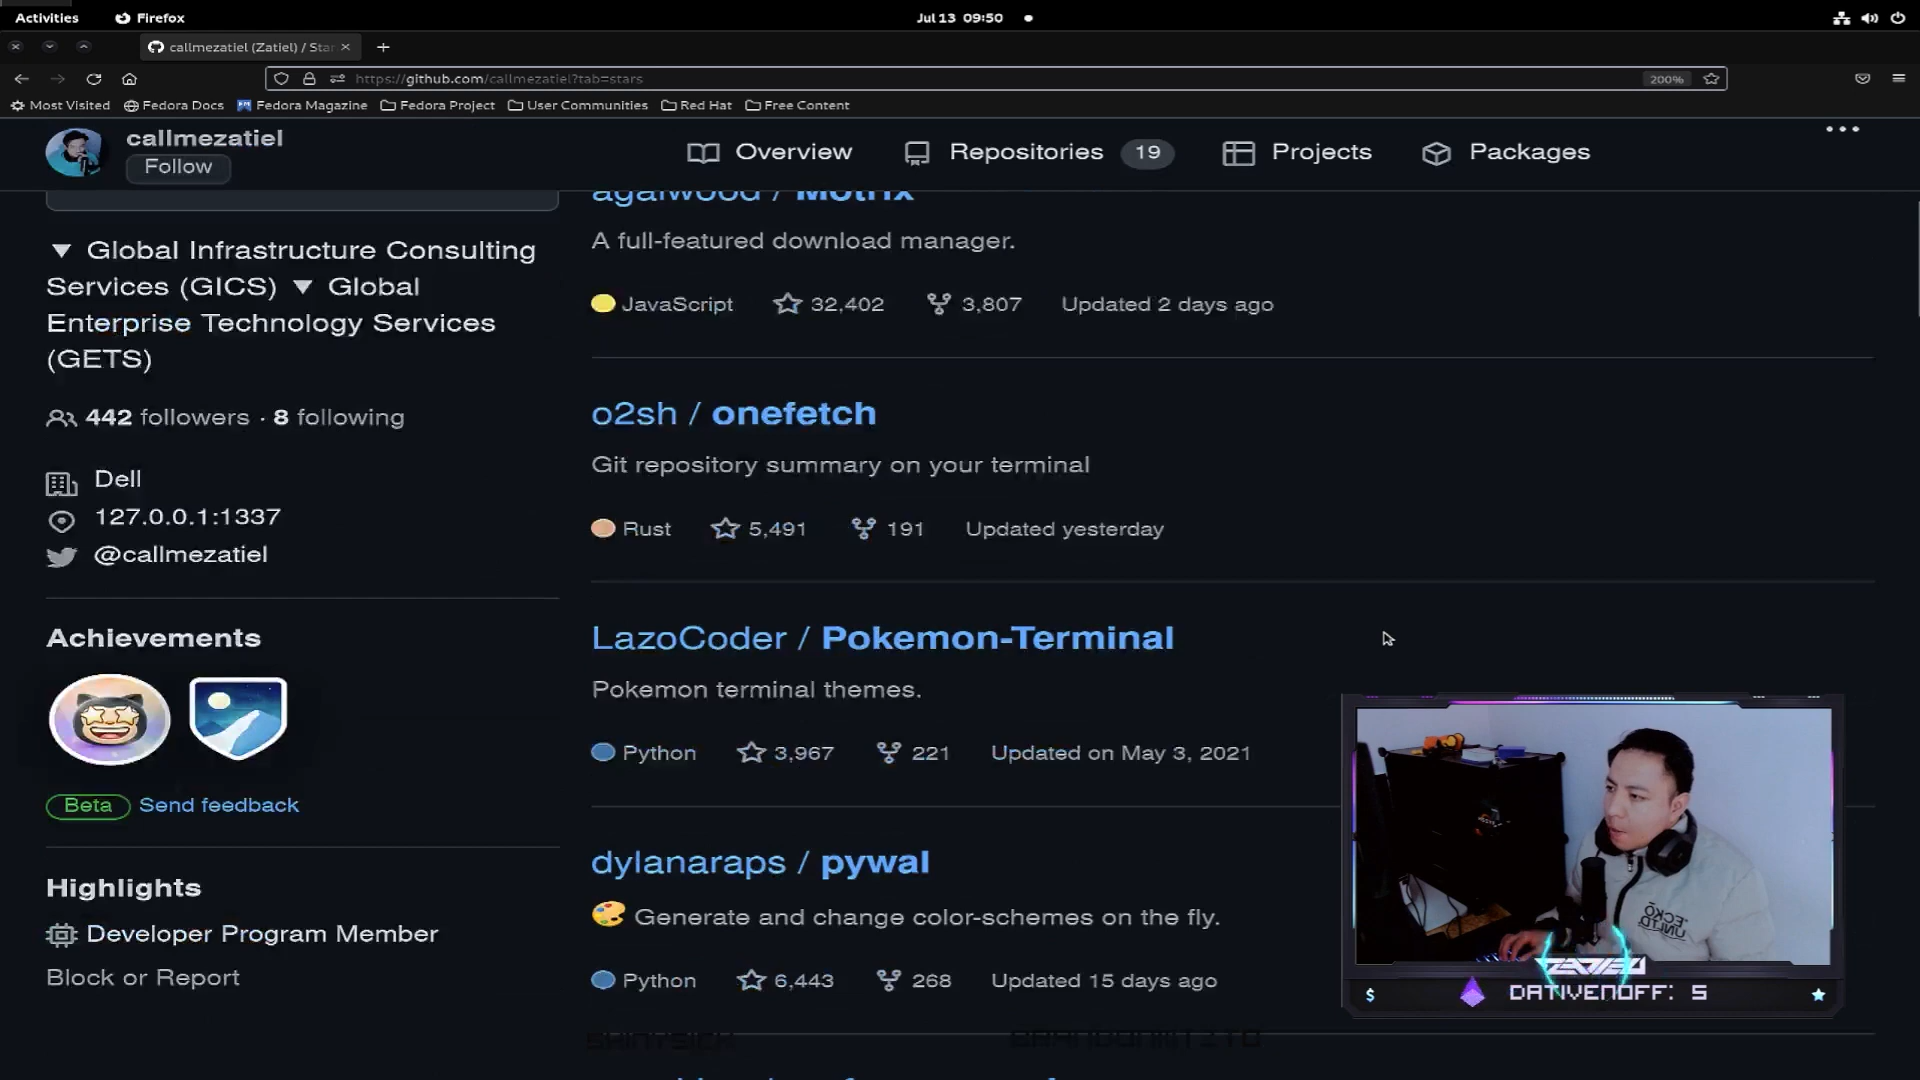 Activities
Firefox
Jul 13 09:50
callmezatiel (Zatiel) / Star
https://github.com/callmezatiel?tab=stars
200%
Most Visited
Fedora Docs
Fedora Magazine
Fedora Project
User Communities
Red Hat
Free Content
callmezatiel
Follow
Overview
Repositories 19
Projects
Packages
Global Infrastructure Consulting
Services (GICS) ▼ Global
Enterprise Technology Services
(GETS)
442 followers · 8 following
Dell
127.0.0.1:1337
@callmezatiel
Achievements
Beta Send feedback
Highlights
Developer Program Member
Block or Report
agalwood / Motrix
A full-featured download manager.
JavaScript 32,402 3,807 Updated 2 days ago
o2sh / onefetch
Git repository summary on your terminal
Rust 5,491 191 Updated yesterday
LazoCoder / Pokemon-Terminal
Pokemon terminal themes.
Python 3,967 221 Updated on May 3, 2021
dylanaraps / pywal
Generate and change color-schemes on the fly.
Python 6,443 268 Updated 15 days ago
ECKŌ
UNLTD.
$ DATIVENOFF: 5